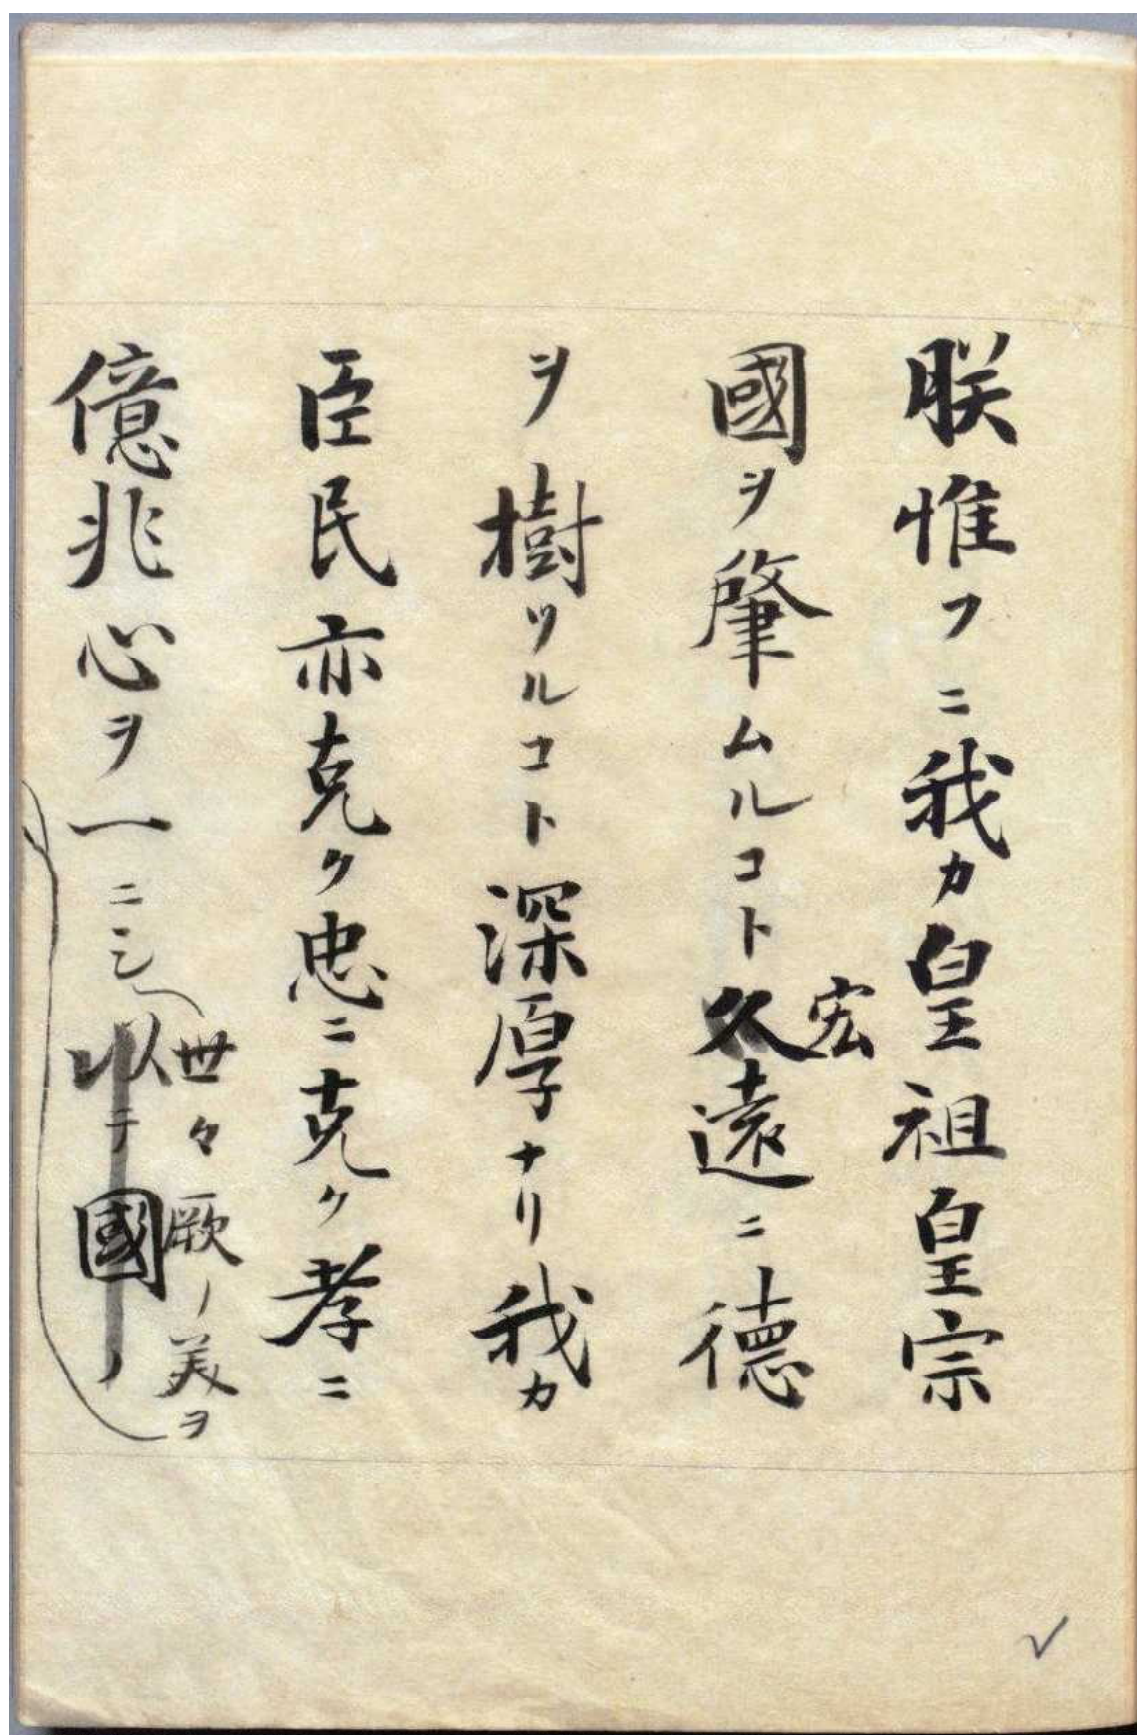 朕惟フニ我カ皇祖皇宗
國ヲ肇ムルコト久遠ニ德
宏
ヲ樹ツルコト深厚ナリ我カ
臣民亦克ク忠ニ克ク孝ニ
億兆心ヲ一ニシ以テ國ノ
世々厥ノ美ヲ